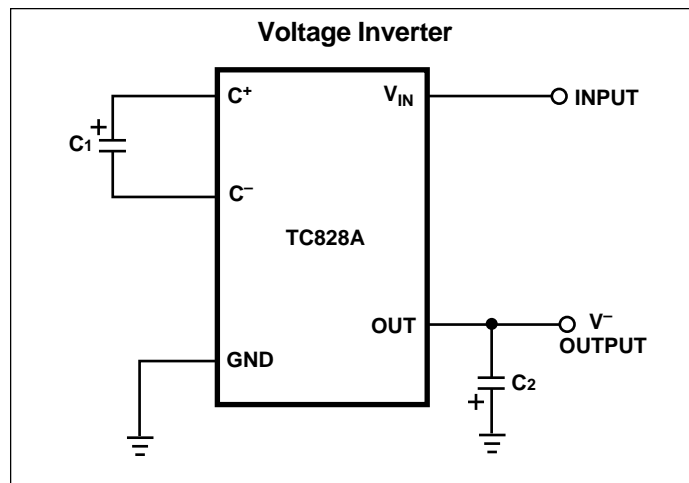 Voltage Inverter
C+
VIN
INPUT
+
C1
C–
TC828A
OUT
V–
OUTPUT
GND
C2
+